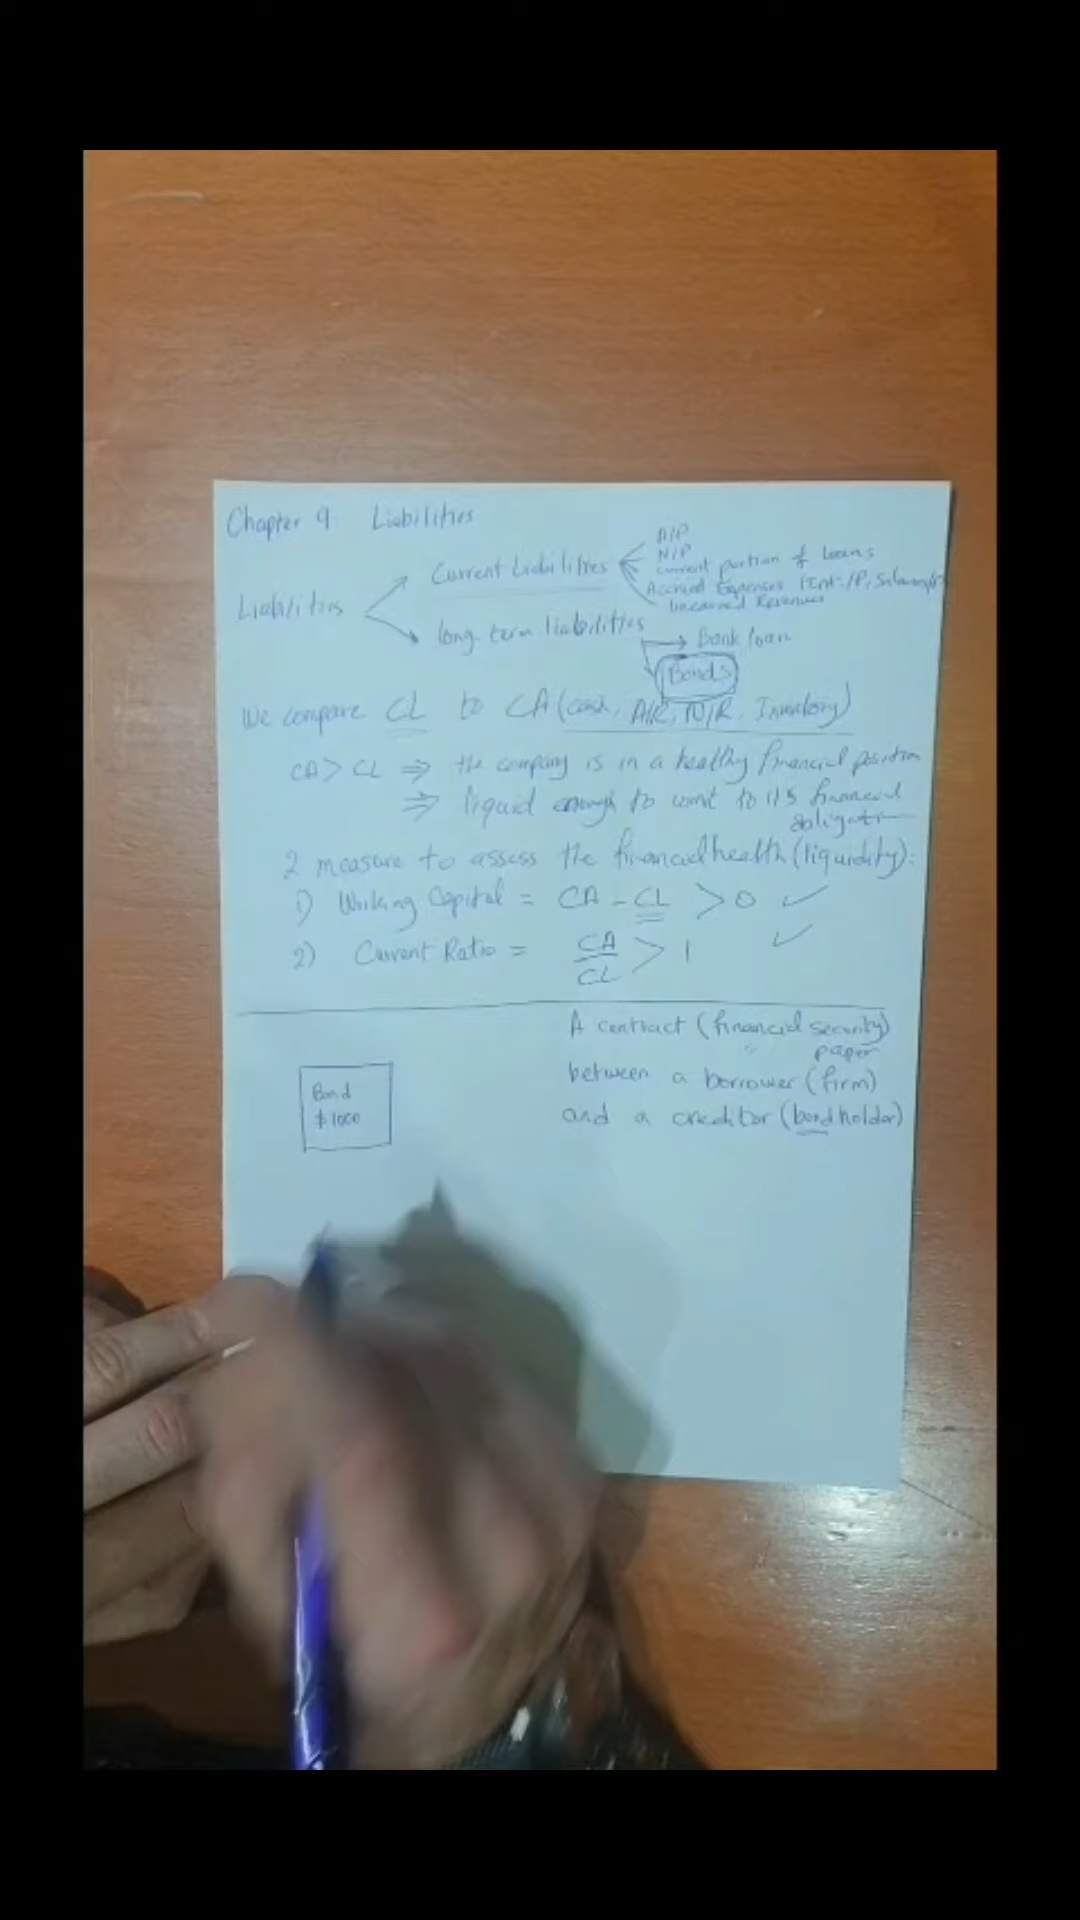 Chapter 9 Liabilities
A/P
N/P
Current Liabilities
current portion of loans
Accrued Expenses (Int/P, Salary/P)
Unearned Revenues
Liabilities
long term liabilities
Bank loan
Bonds
We compare CL to CA (cash, A/R, N/R, Inventory)
CA > CL ⇒ the company is in a healthy financial position
⇒ liquid enough to to its financial
2 measure to assess the financial health (liquidity):
1) Working Capital = CA - CL > 0 ✓
2) Current Ratio = CA/CL > 1 ✓
A contract (financial security)
paper
between a borrower (firm)
and a creditor (bondholder)
Bond
$1000